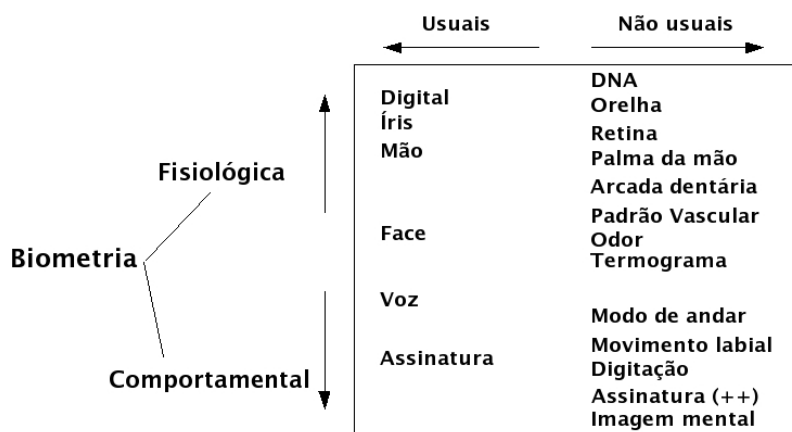 Usuais
Não usuais
Biometria
Fisiológica
Comportamental
Digital
Íris
Mão
Face
Voz
Assinatura
DNA
Orelha
Retina
Palma da mão
Arcada dentária
Padrão Vascular
Odor
Termograma
Modo de andar
Movimento labial
Digitação
Assinatura (++)
Imagem mental